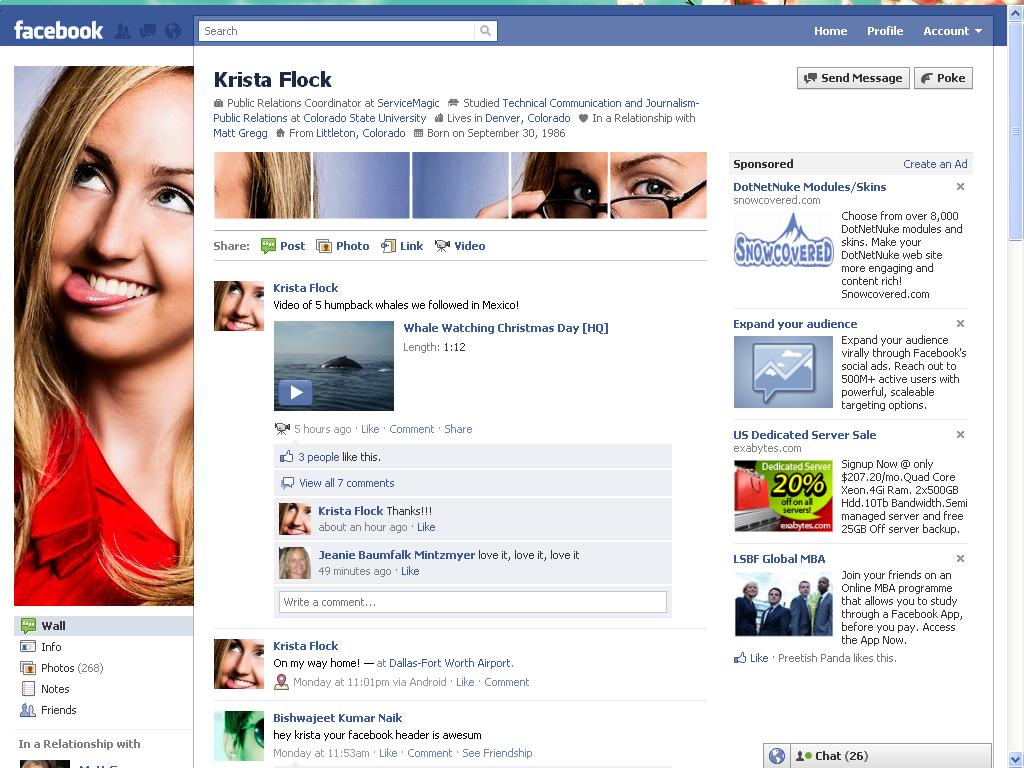 facebook
Search
Home Profile Account
Krista Flock
Send Message
Poke
Public Relations Coordinator at ServiceMagic Studied Technical Communication and Journalism-
Public Relations at Colorado State University Lives in Denver, Colorado In a Relationship with
Matt Gregg From Littleton, Colorado Born on September 30, 1986
Share: Post Photo Link Video
Krista Flock
Video of 5 humpback whales we followed in Mexico!
Whale Watching Christmas Day [HQ]
Length: 1:12
5 hours ago · Like · Comment · Share
3 people like this.
View all 7 comments
Krista Flock Thanks!!!
about an hour ago · Like
Jeanie Baumfalk Mintzmyer love it, love it, love it
49 minutes ago · Like
Write a comment...
Krista Flock
On my way home! — at Dallas-Fort Worth Airport.
Monday at 11:01pm via Android · Like · Comment
Bishwajeet Kumar Naik
hey krista your facebook header is awesum
Monday at 11:53am · Like · Comment · See Friendship
Wall
Info
Photos (268)
Notes
Friends
In a Relationship with
Sponsored
Create an Ad
DotNetNuke Modules/Skins
snowcovered.com
SNOWCOVERED
Choose from over 8,000
DotNetNuke modules and
skins. Make your
DotNetNuke web site
more engaging and
content rich!
Snowcovered.com
Expand your audience
Expand your audience
virally through Facebook's
social ads. Reach out to
500M+ active users with
powerful, scaleable
targeting options.
US Dedicated Server Sale
exabytes.com
Dedicated Server
20%
off on all
servers!
exabytes.com
Signup Now @ only
$207.20/mo.Quad Core
Xeon.4Gi Ram. 2x500GB
Hdd.10Tb Bandwidth.Semi
managed server and free
25GB Off server backup.
LSBF Global MBA
Join your friends on an
Online MBA programme
that allows you to study
through a Facebook App,
before you pay. Access
the App Now.
Like · Preetish Panda likes this.
Chat (26)